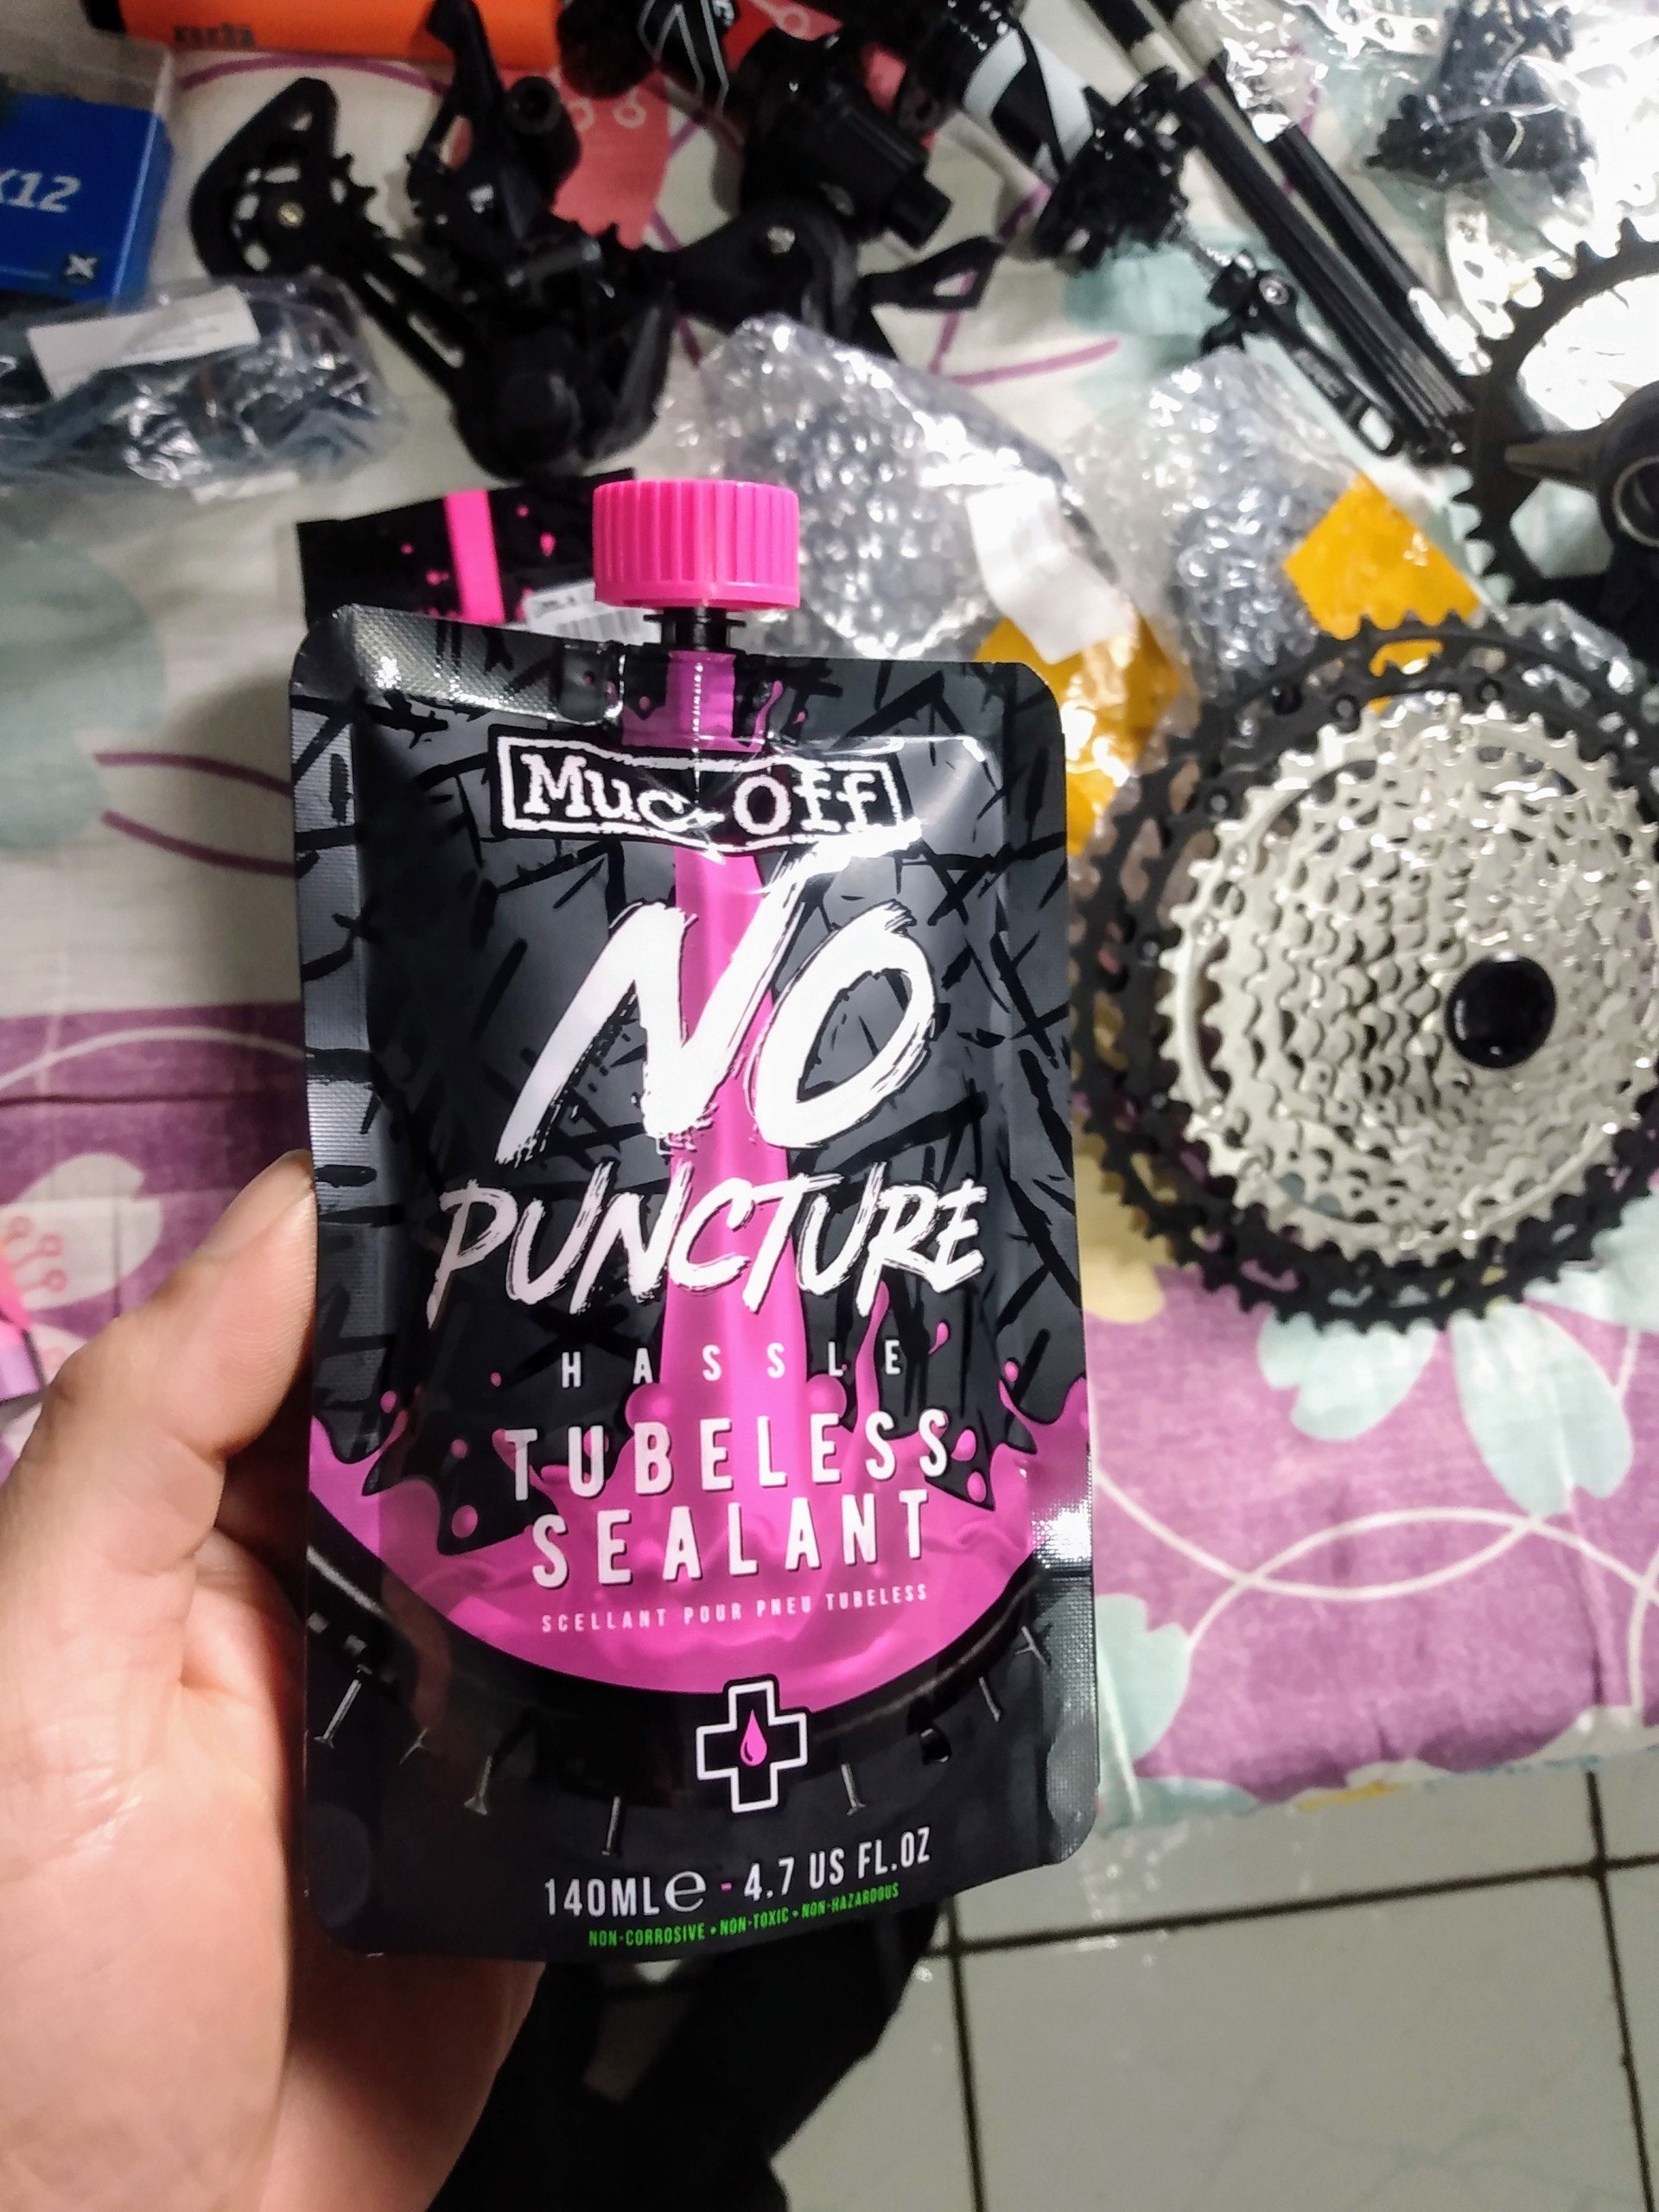 X12
Muc-Off
NO
PUNCTURE
HASSLE
TUBELESS
SEALANT
SCELLANT POUR PNEU TUBELESS
140ML℮ - 4.7 US FL.OZ
NON-CORROSIVE • NON-TOXIC • NON-HAZARDOUS